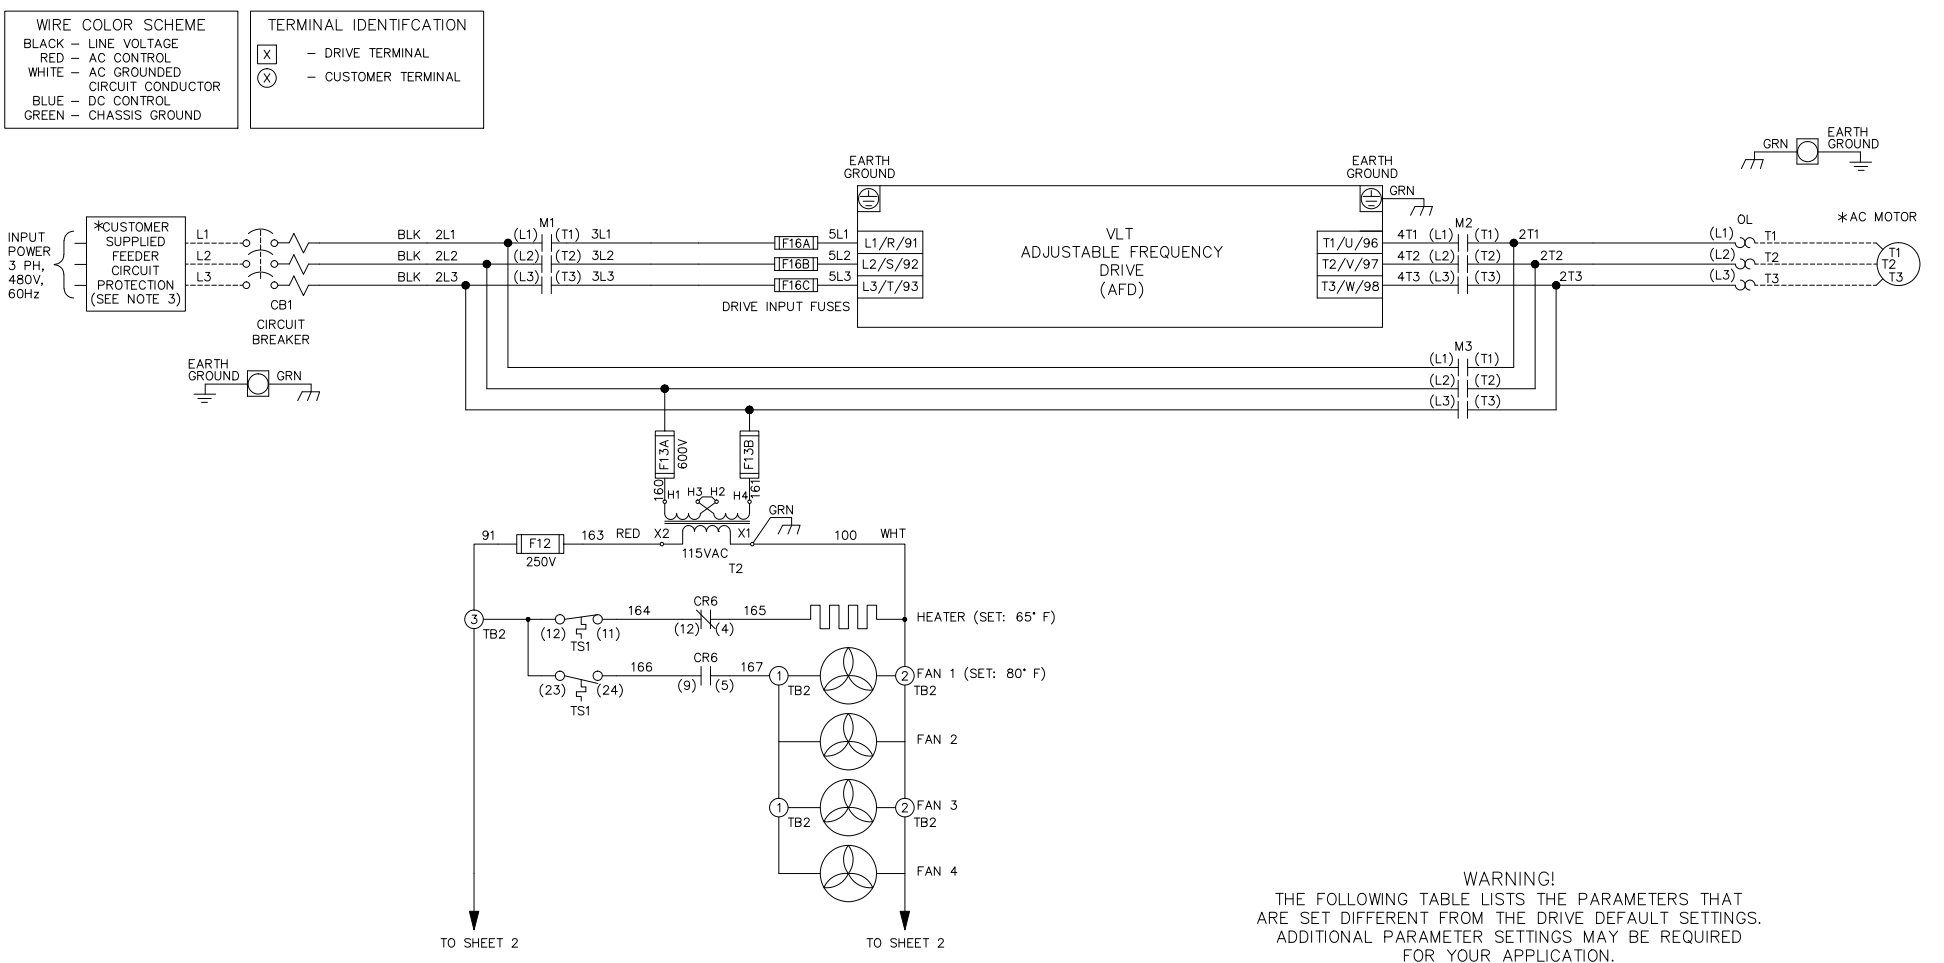 WIRE COLOR SCHEME
BLACK – LINE VOLTAGE
RED – AC CONTROL
WHITE – AC GROUNDED
CIRCUIT CONDUCTOR
BLUE – DC CONTROL
GREEN – CHASSIS GROUND
TERMINAL IDENTIFCATION
X – DRIVE TERMINAL
X – CUSTOMER TERMINAL
INPUT
POWER
3 PH,
480V,
60Hz
*CUSTOMER
SUPPLIED
FEEDER
CIRCUIT
PROTECTION
(SEE NOTE 3)
L1
L2
L3
CB1
CIRCUIT
BREAKER
EARTH
GROUND
GRN
BLK 2L1
BLK 2L2
BLK 2L3
M1
(L1) (T1) 3L1
(L2) (T2) 3L2
(L3) (T3) 3L3
F16A 5L1
F16B 5L2
F16C 5L3
DRIVE INPUT FUSES
EARTH
GROUND
L1/R/91
L2/S/92
L3/T/93
VLT
ADJUSTABLE FREQUENCY
DRIVE
(AFD)
EARTH
GROUND
GRN
T1/U/96
T2/V/97
T3/W/98
M2
4T1 (L1) (T1) 2T1
4T2 (L2) (T2) 2T2
4T3 (L3) (T3) 2T3
M3
(L1) (T1)
(L2) (T2)
(L3) (T3)
GRN
EARTH
GROUND
OL
(L1) T1
(L2) T2
(L3) T3
*AC MOTOR
T1
T2
T3
F13A
600V
F13B
160
161
H1 H3 H2 H4
GRN
91 F12 163 RED X2 X1 100 WHT
250V
115VAC
T2
3
TB2
164 CR6 165
(12) (11) (12) (4)
TS1
HEATER (SET: 65° F)
166 CR6 167
(23) (24) (9) (5)
TS1
1
TB2
2
TB2
FAN 1 (SET: 80° F)
FAN 2
1
TB2
2
TB2
FAN 3
FAN 4
TO SHEET 2
TO SHEET 2
WARNING!
THE FOLLOWING TABLE LISTS THE PARAMETERS THAT
ARE SET DIFFERENT FROM THE DRIVE DEFAULT SETTINGS.
ADDITIONAL PARAMETER SETTINGS MAY BE REQUIRED
FOR YOUR APPLICATION.